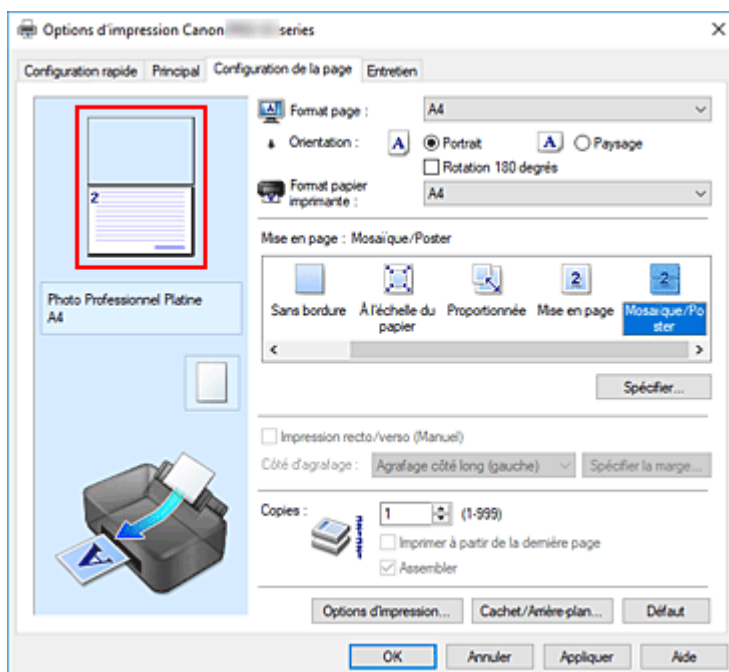 Options d'impression Canon series
Configuration rapide Principal Configuration de la page Entretien
Format page : A4
Orientation : A Portrait A Paysage
Rotation 180 degrés
Format papier
imprimante : A4
2
Mise en page : Mosaïque/Poster
Photo Professionnel Platine
A4
2 2
Sans bordure À l'échelle du
papier Proportionnée Mise en page Mosaïque/Po
ster
Spécifier...
Impression recto/verso (Manuel)
Côté d'agrafage : Agrafage côté long (gauche) Spécifier la marge...
Copies : 1 (1-999)
Imprimer à partir de la dernière page
Assembler
A
Options d'impression... Cachet/Arrière-plan... Défaut
OK Annuler Appliquer Aide